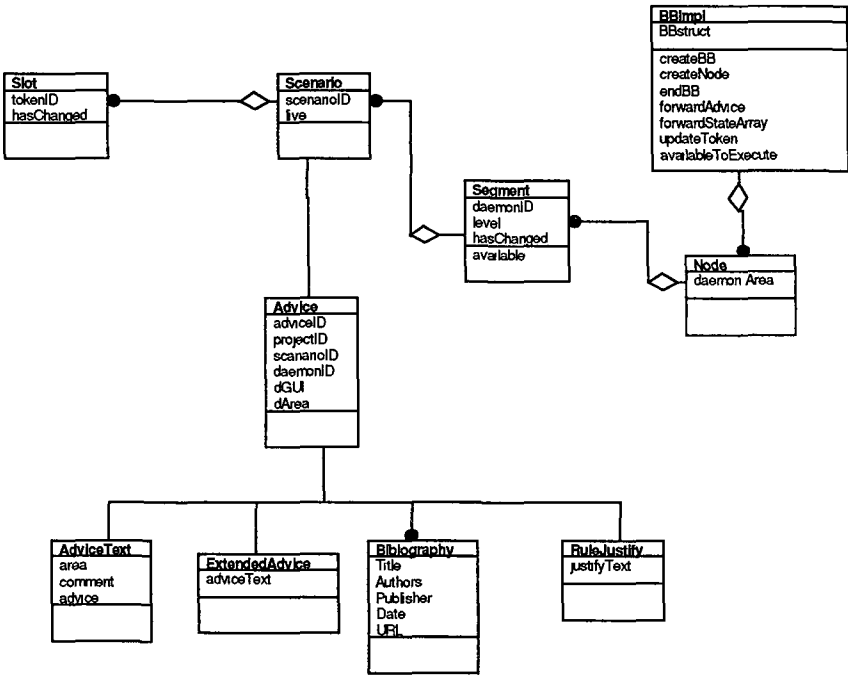 BBImpl
BBstruct
createBB
createNode
endBB
forwardAdvice
forwardStateArray
updateToken
availableToExecute
Slot
tokenID
hasChanged
Scenario
scenarioID
live
Segment
daemonID
level
hasChanged
available
Node
daemon Area
Advice
adviceID
projectID
scanarioID
daemonID
dGUI
dArea
AdviceText
area
comment
advice
ExtendedAdvice
adviceText
Biblography
Title
Authors
Publisher
Date
URL
RuleJustify
justifyText